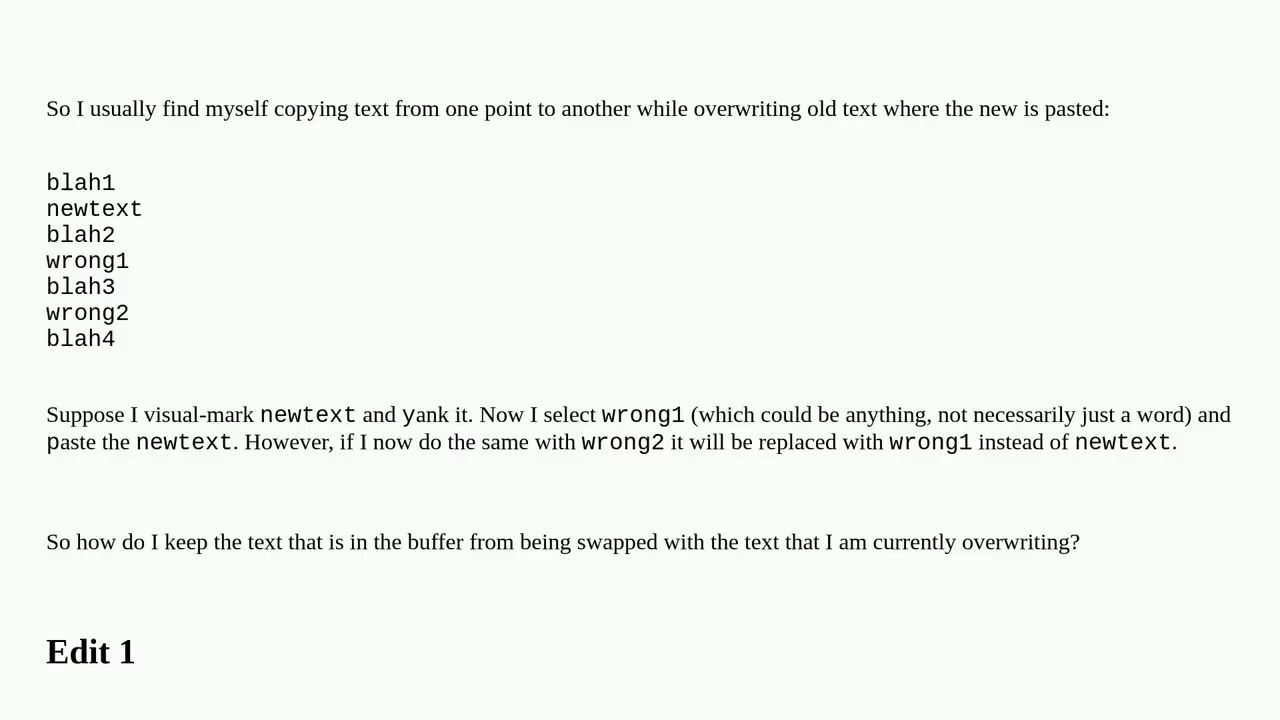 So I usually find myself copying text from one point to another while overwriting old text where the new is pasted:
blah1
newtext
blah2
wrong1
blah3
wrong2
blah4
Suppose I visual-mark newtext and yank it. Now I select wrong1 (which could be anything, not necessarily just a word) and
paste the newtext. However, if I now do the same with wrong2 it will be replaced with wrong1 instead of newtext.
So how do I keep the text that is in the buffer from being swapped with the text that I am currently overwriting?
Edit 1